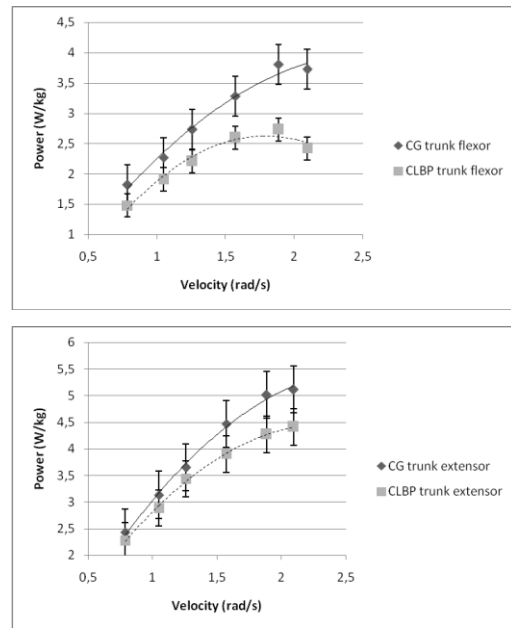 4,5
4
3,5
3
2,5
2
1,5
1
0,5 1 1,5 2 2,5
Power (W/kg)
Velocity (rad/s)
CG trunk flexor
CLBP trunk flexor
6
5,5
5
4,5
4
3,5
3
2,5
2
0,5 1 1,5 2 2,5
Power (W/kg)
Velocity (rad/s)
CG trunk extensor
CLBP trunk extensor